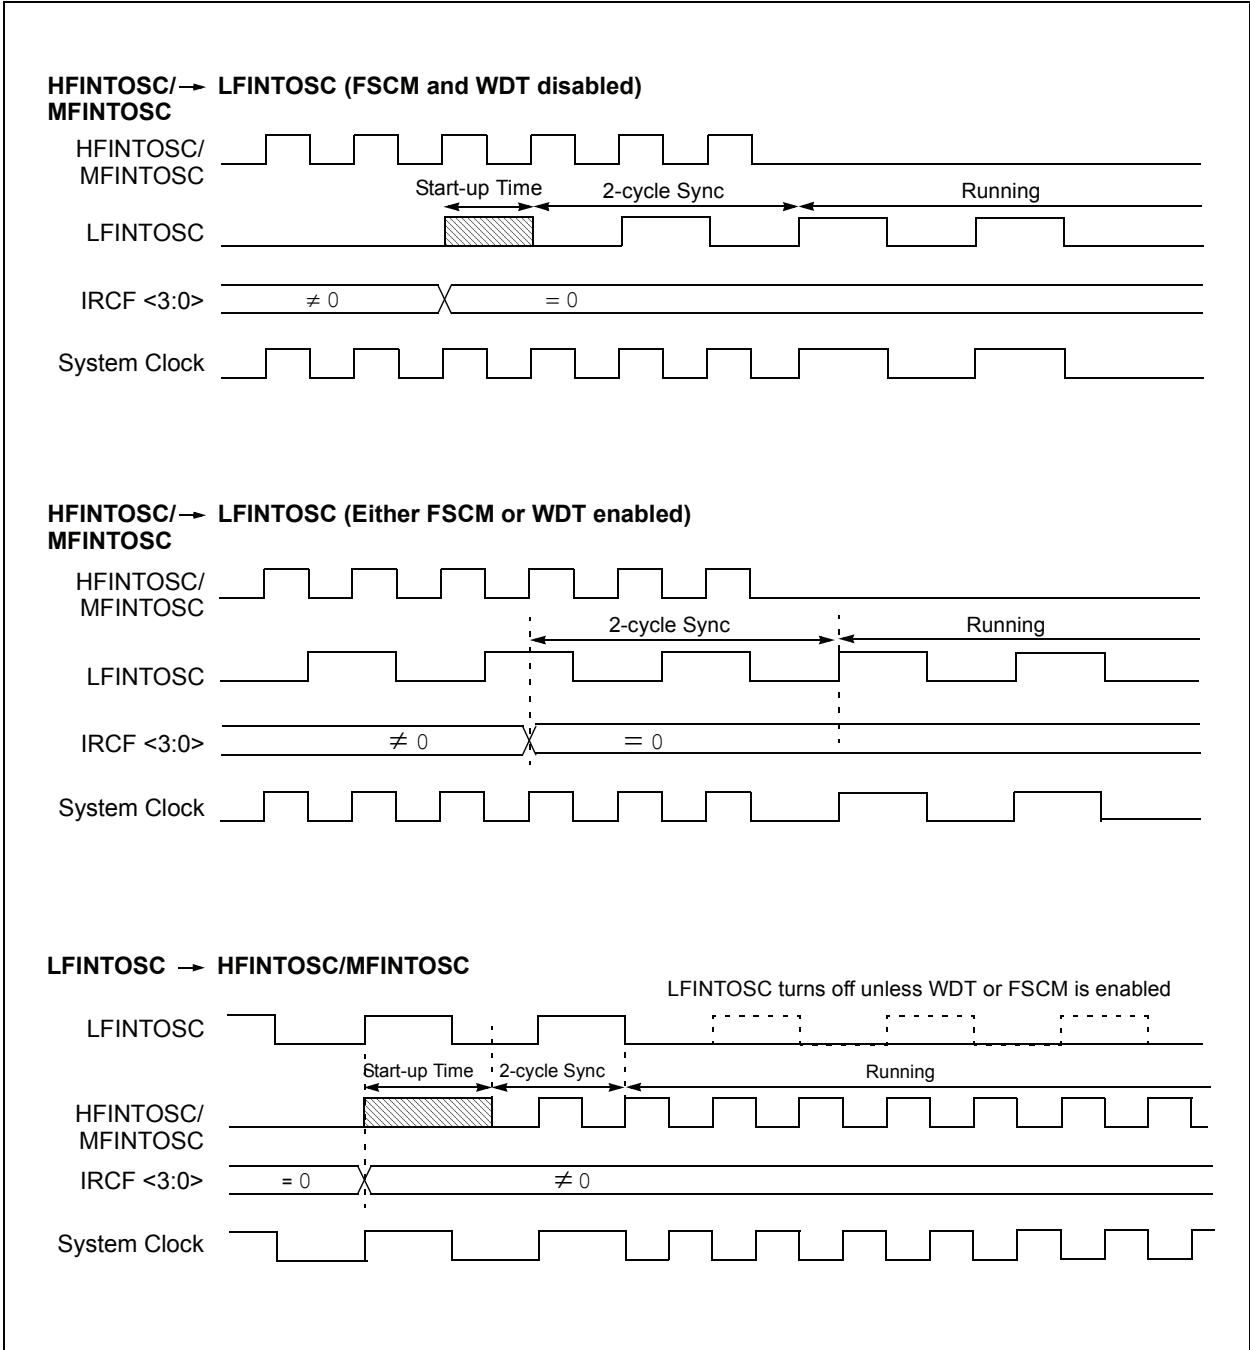 HFINTOSC/→ LFINTOSC (FSCM and WDT disabled)
MFINTOSC
HFINTOSC/
MFINTOSC
Start-up Time 2-cycle Sync Running
LFINTOSC
IRCF <3:0> ≠ 0 = 0
System Clock
HFINTOSC/→ LFINTOSC (Either FSCM or WDT enabled)
MFINTOSC
HFINTOSC/
MFINTOSC
2-cycle Sync Running
LFINTOSC
IRCF <3:0> ≠ 0 = 0
System Clock
LFINTOSC → HFINTOSC/MFINTOSC
LFINTOSC turns off unless WDT or FSCM is enabled
LFINTOSC
Start-up Time 2-cycle Sync Running
HFINTOSC/
MFINTOSC
IRCF <3:0> = 0 ≠ 0
System Clock